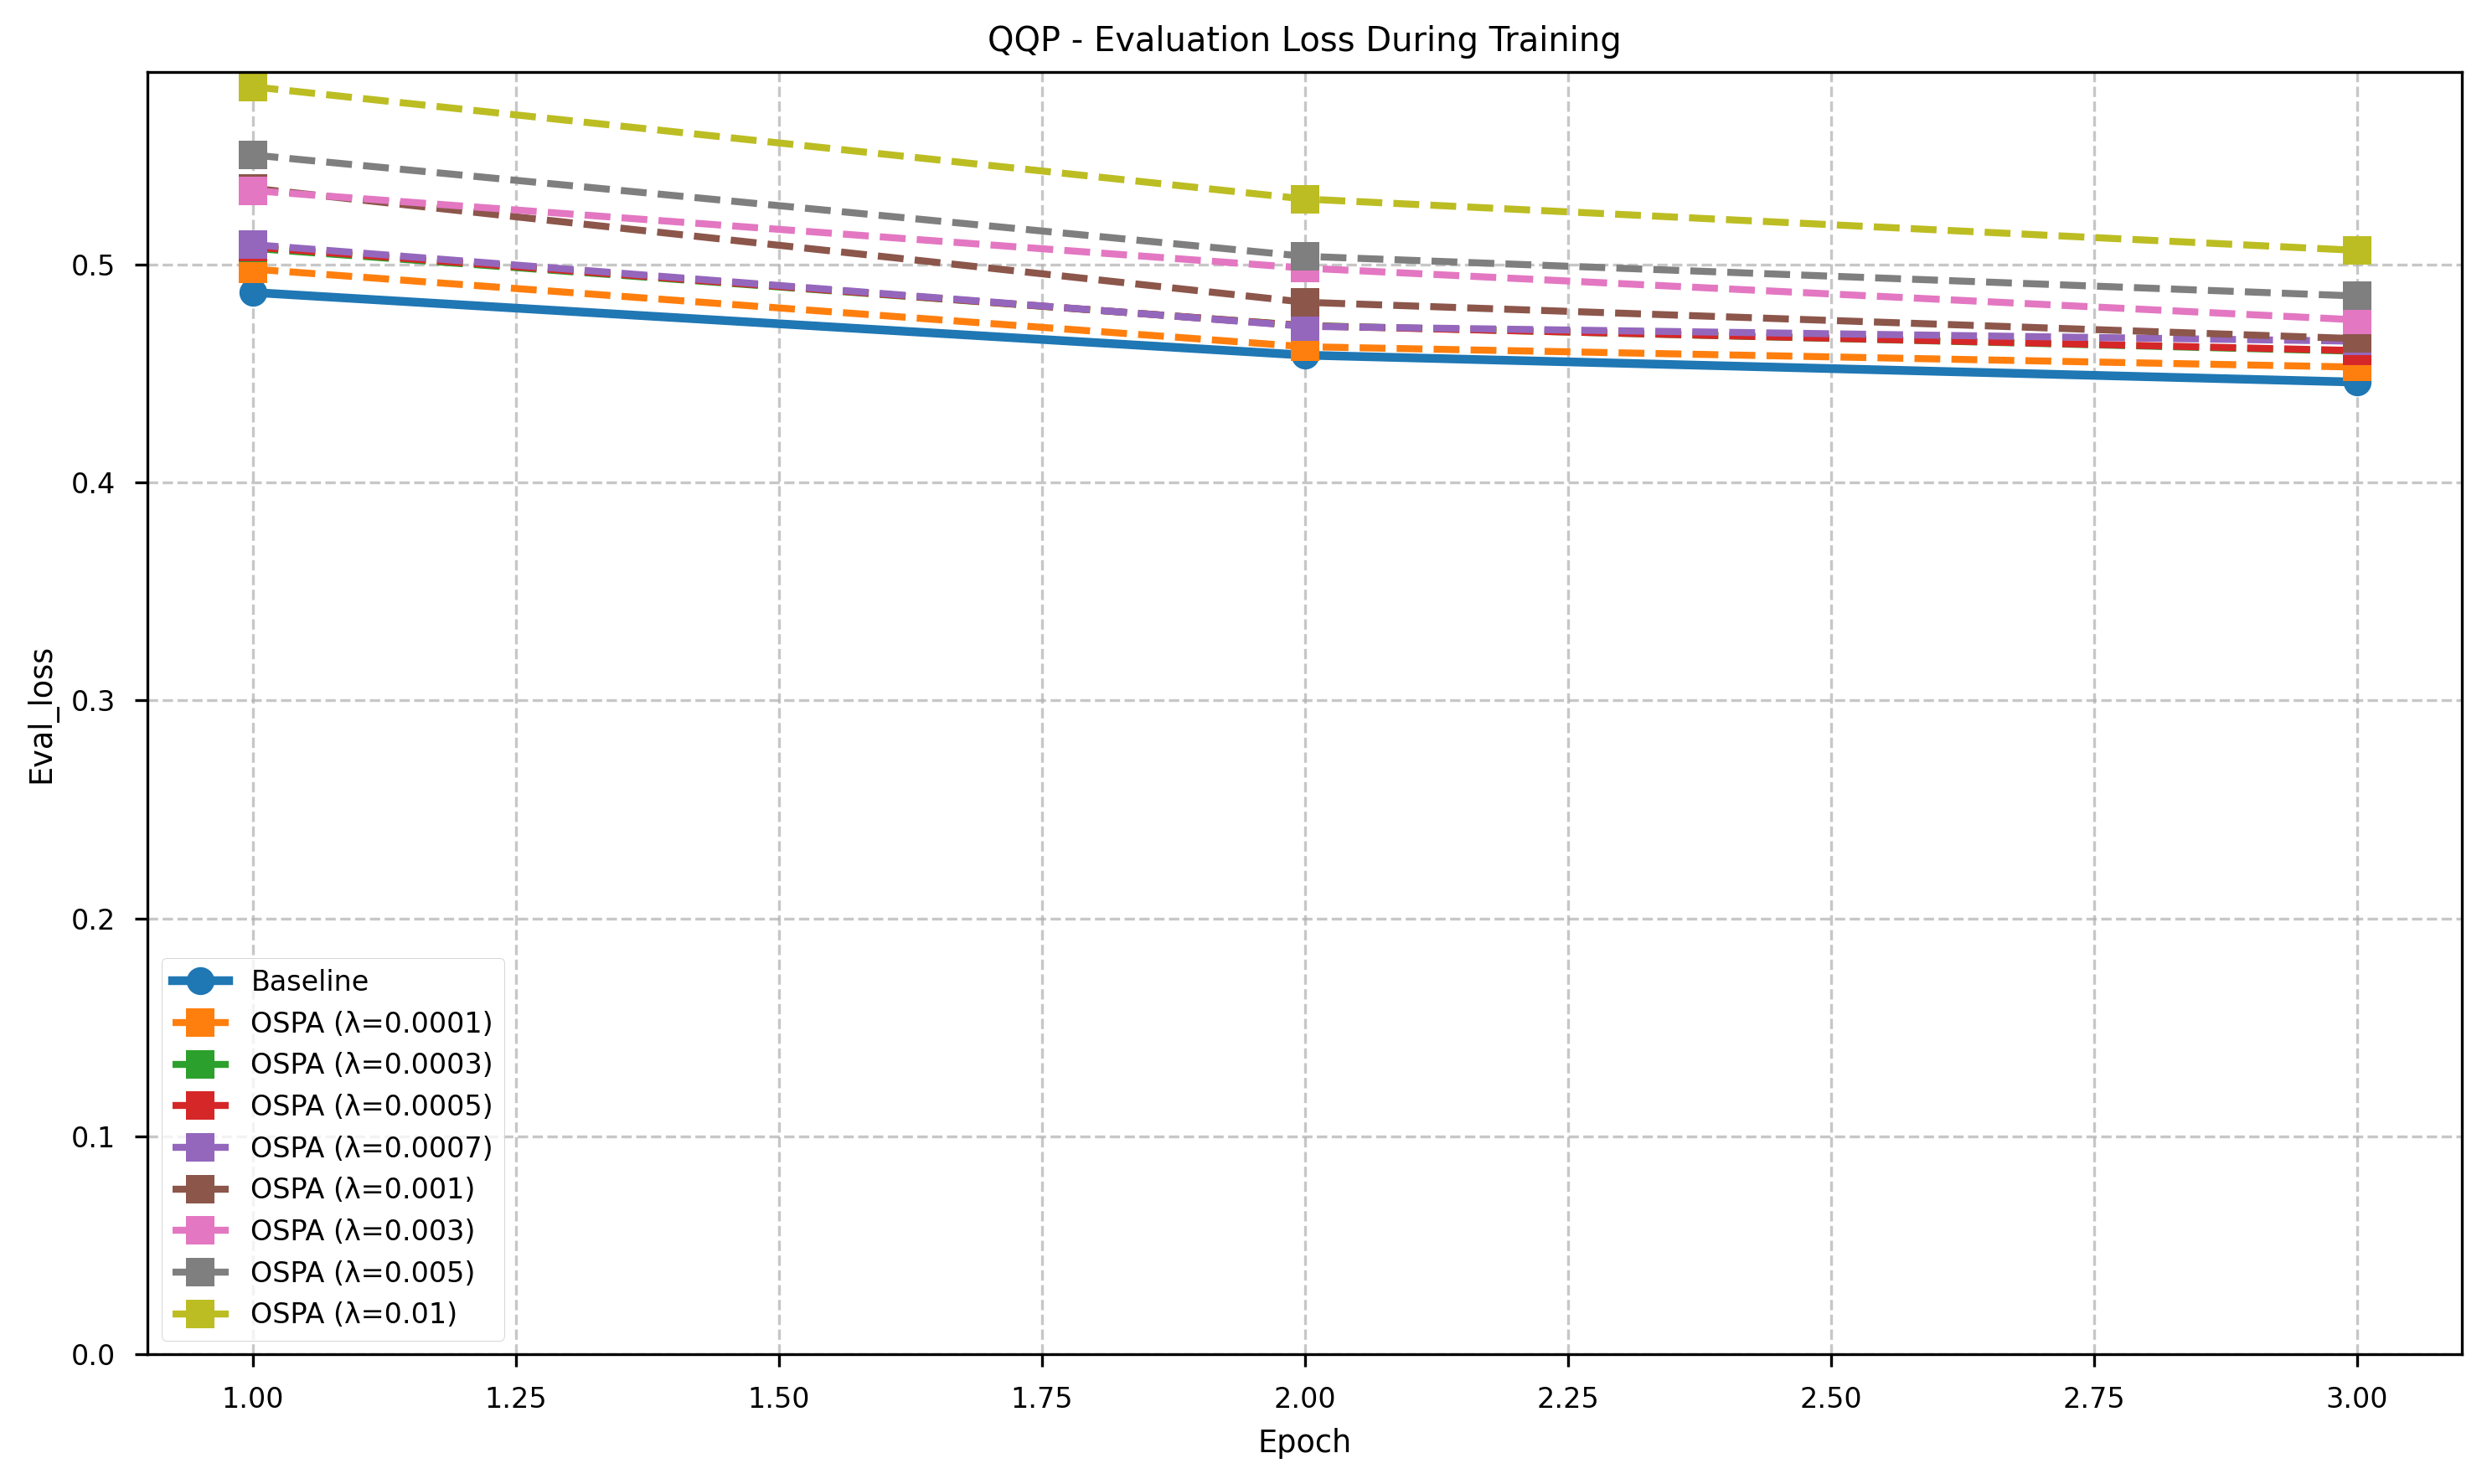 QQP - Evaluation Loss During Training
Eval_loss
0.5
0.4
0.3
0.2
0.1
0.0
Baseline
OSPA (λ=0.0001)
OSPA (λ=0.0003)
OSPA (λ=0.0005)
OSPA (λ=0.0007)
OSPA (λ=0.001)
OSPA (λ=0.003)
OSPA (λ=0.005)
OSPA (λ=0.01)
1.00 1.25 1.50 1.75 2.00 2.25 2.50 2.75 3.00
Epoch